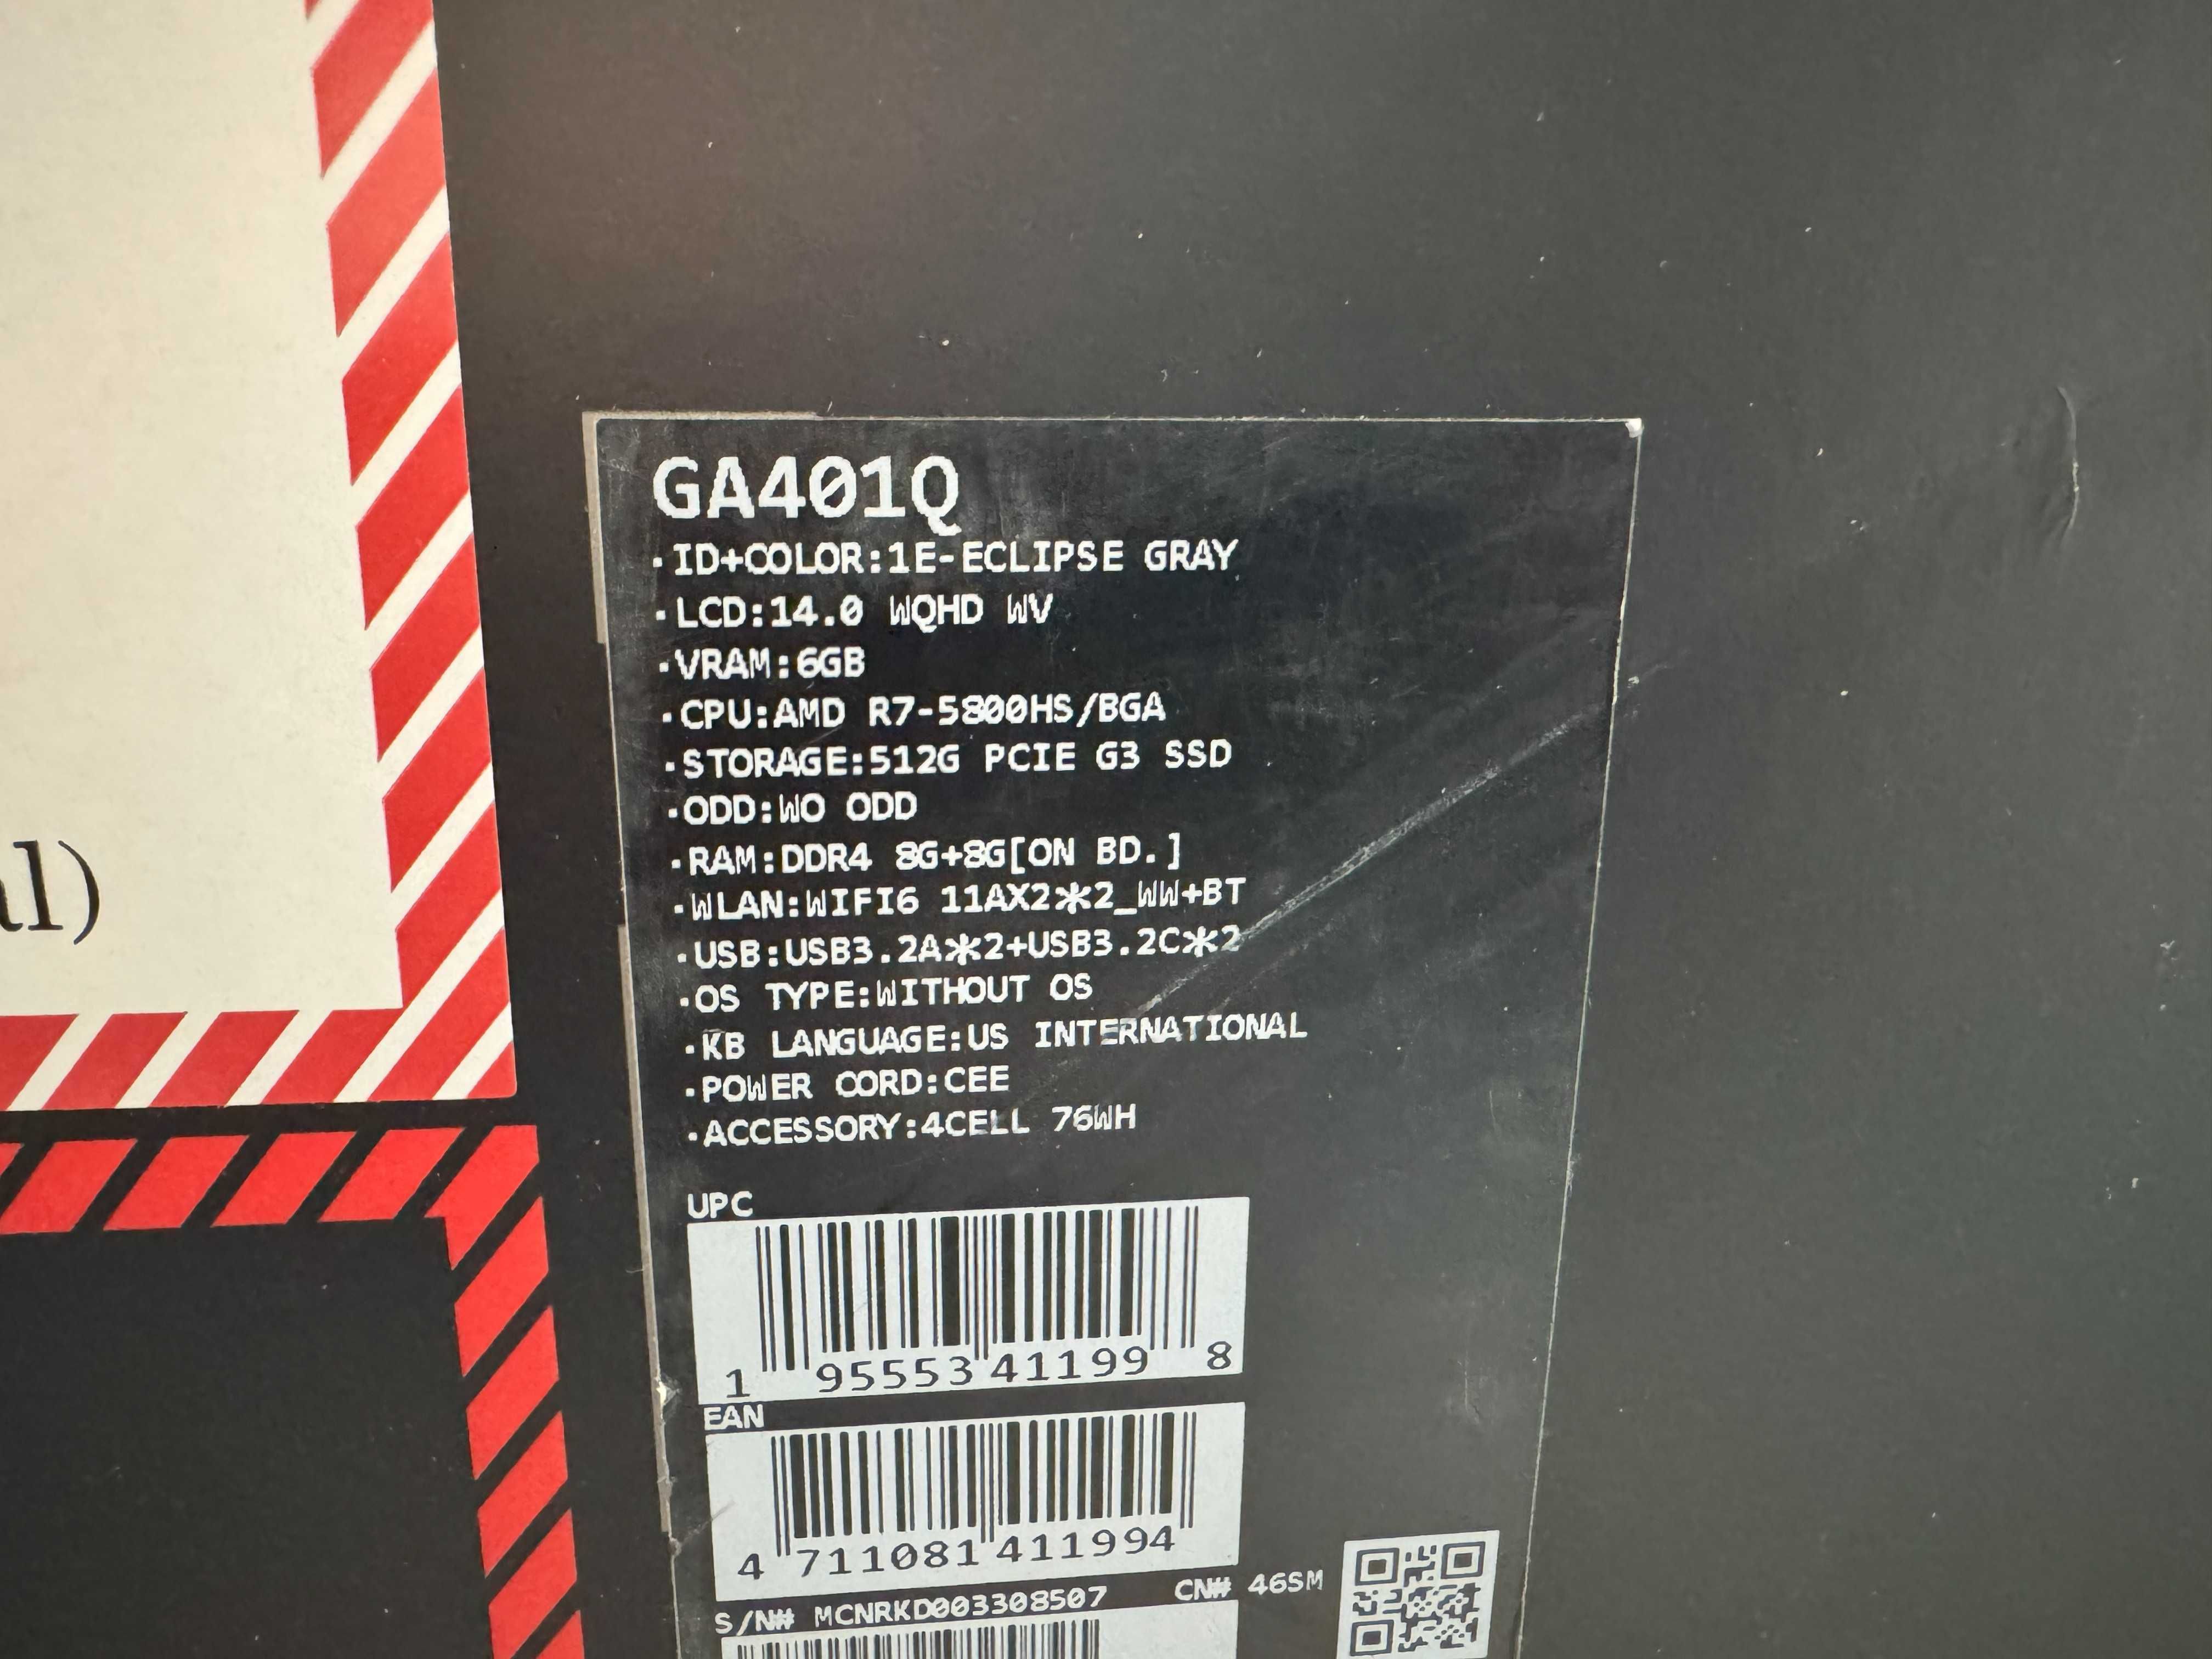 al)
GA401Q
·ID+COLOR:1E-ECLIPSE GRAY
·LCD:14.0 WQHD WV
·VRAM:6GB
·CPU:AMD R7-5800HS/BGA
·STORAGE:512G PCIE G3 SSD
·ODD:WO ODD
·RAM:DDR4 8G+8G[ON BD.]
·WLAN:WIFI6 11AX2*2_WW+BT
·USB:USB3.2A*2+USB3.2C*2
·OS TYPE:WITHOUT OS
·KB LANGUAGE:US INTERNATIONAL
·POWER CORD:CEE
·ACCESSORY:4CELL 76WH
UPC
1 95553 41199 8
EAN
4 711081 411994
S/N# MCNRKD003308507 CN# 46SM